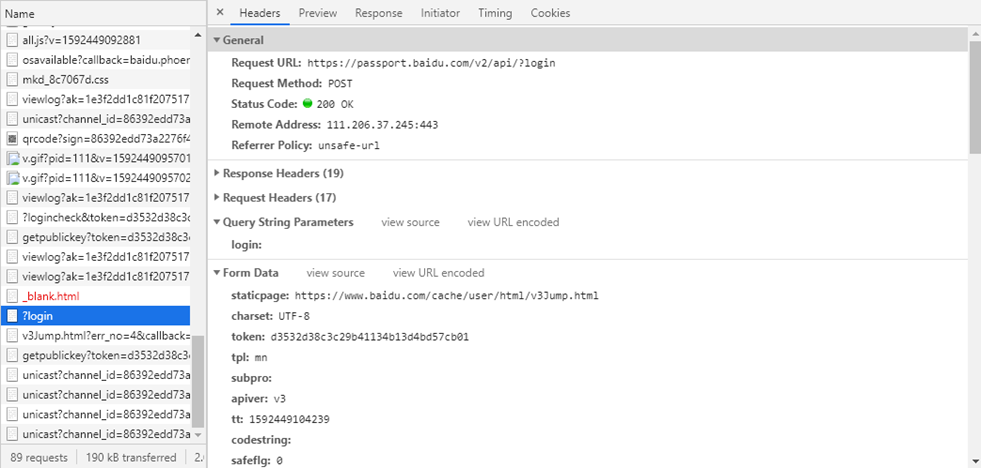 Name
all.js?v=1592449092881
osavailable?callback=baidu.phoer
mkd_8c7067d.css
viewlog?ak=1e3f2dd1c81f207517
unicast?channel_id=86392edd73a
qrcode?sign=86392edd73a2276f4
v.gif?pid=111&v=1592449095701
v.gif?pid=111&v=1592449095702
viewlog?ak=1e3f2dd1c81f207517
?logincheck&token=d3532d38c3c
getpublickey?token=d3532d38c3
viewlog?ak=1e3f2dd1c81f207517
viewlog?ak=1e3f2dd1c81f207517
_blank.html
?login
v3Jump.html?err_no=4&callback=
getpublickey?token=d3532d38c3
unicast?channel_id=86392edd73a
unicast?channel_id=86392edd73a
unicast?channel_id=86392edd73a
unicast?channel_id=86392edd73a
89 requests 190 kB transferred 2.
× Headers Preview Response Initiator Timing Cookies
General
Request URL: https://passport.baidu.com/v2/api/?login
Request Method: POST
Status Code: 200 OK
Remote Address: 111.206.37.245:443
Referrer Policy: unsafe-url
Response Headers (19)
Request Headers (17)
Query String Parameters view source view URL encoded
login:
Form Data view source view URL encoded
staticpage: https://www.baidu.com/cache/user/html/v3Jump.html
charset: UTF-8
token: d3532d38c3c29b41134b13d4bd57cb01
tpl: mn
subpro:
apiver: v3
tt: 1592449104239
codestring:
safeflg: 0